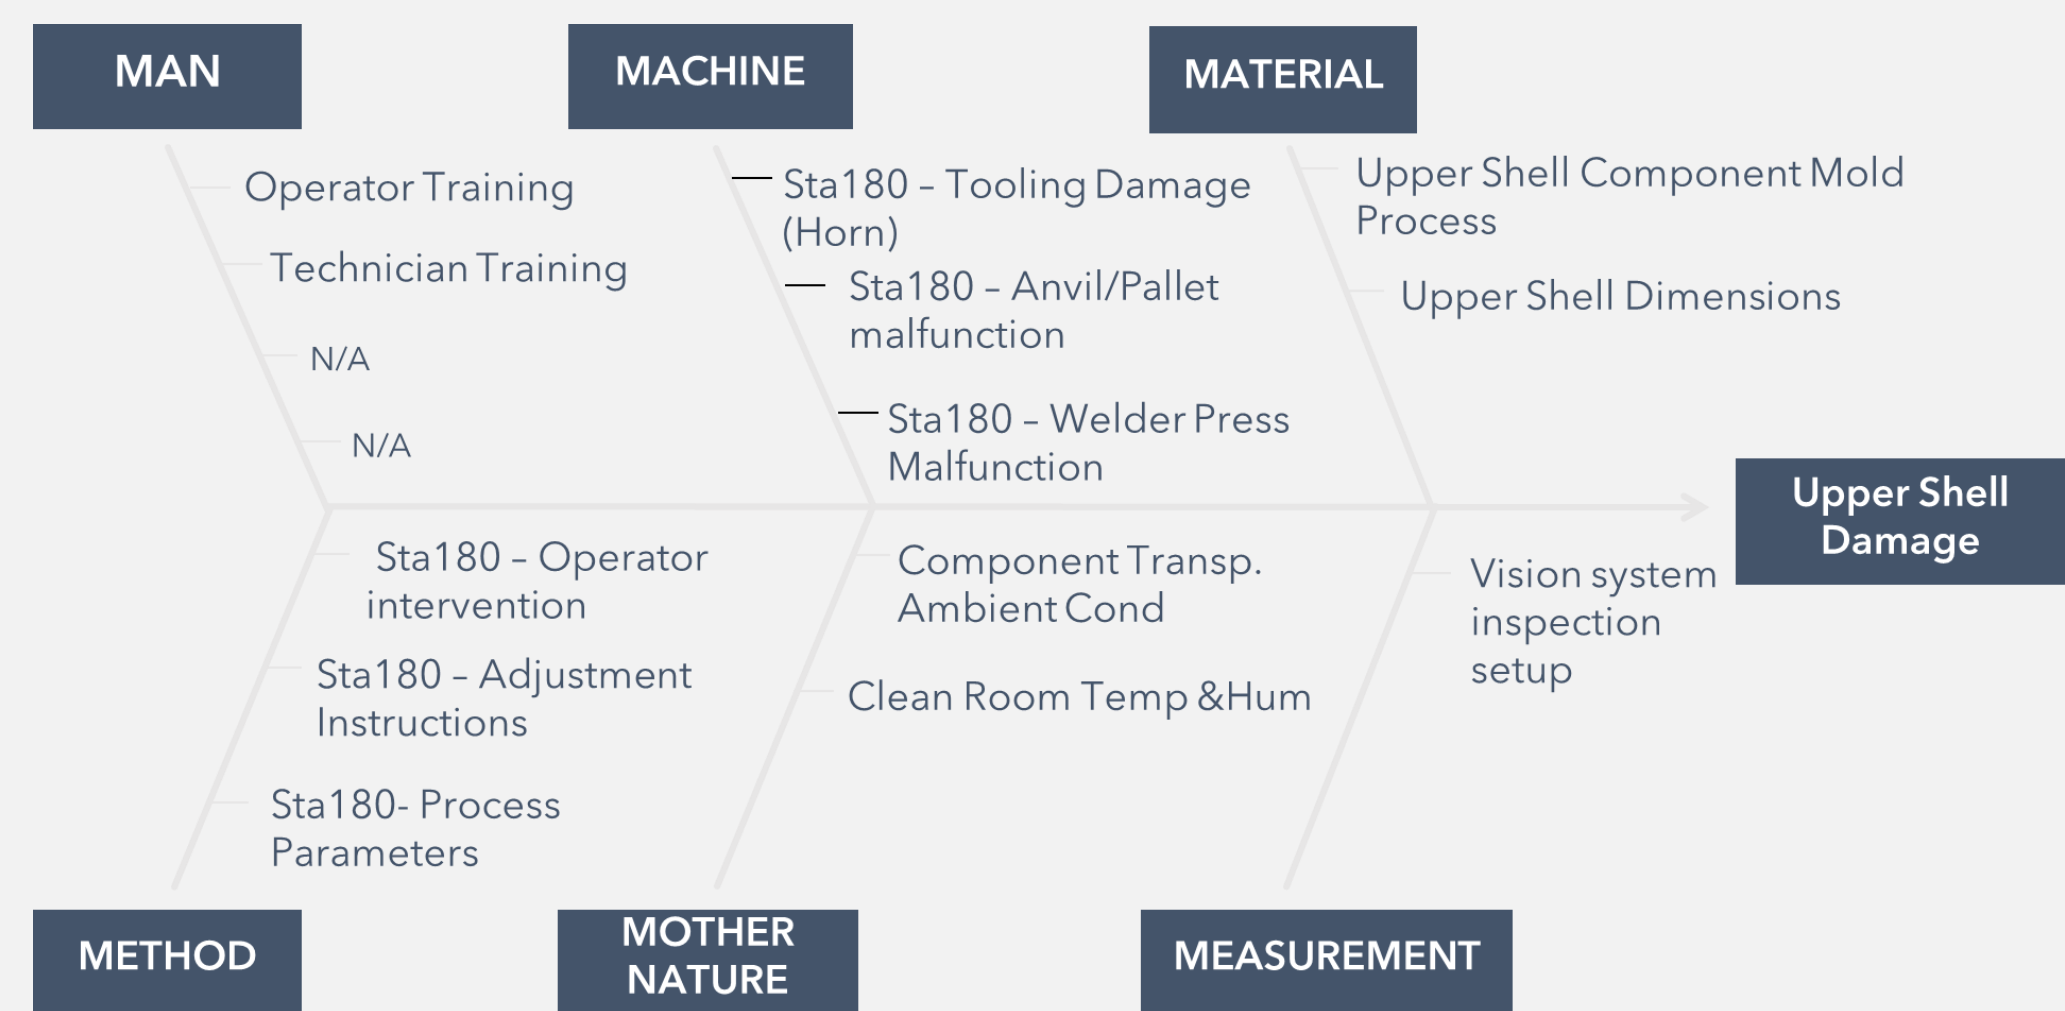 MAN
MACHINE
MATERIAL
Operator Training
Technician Training
N/A
N/A
Sta180 – Tooling Damage
(Horn)
Sta180 – Anvil/Pallet
malfunction
Sta180 – Welder Press
Malfunction
Upper Shell Component Mold
Process
Upper Shell Dimensions
Upper Shell
Damage
Sta180 – Operator
intervention
Sta180 – Adjustment
Instructions
Sta180- Process
Parameters
Component Transp.
Ambient Cond
Clean Room Temp &Hum
Vision system
inspection
setup
METHOD
MOTHER
NATURE
MEASUREMENT